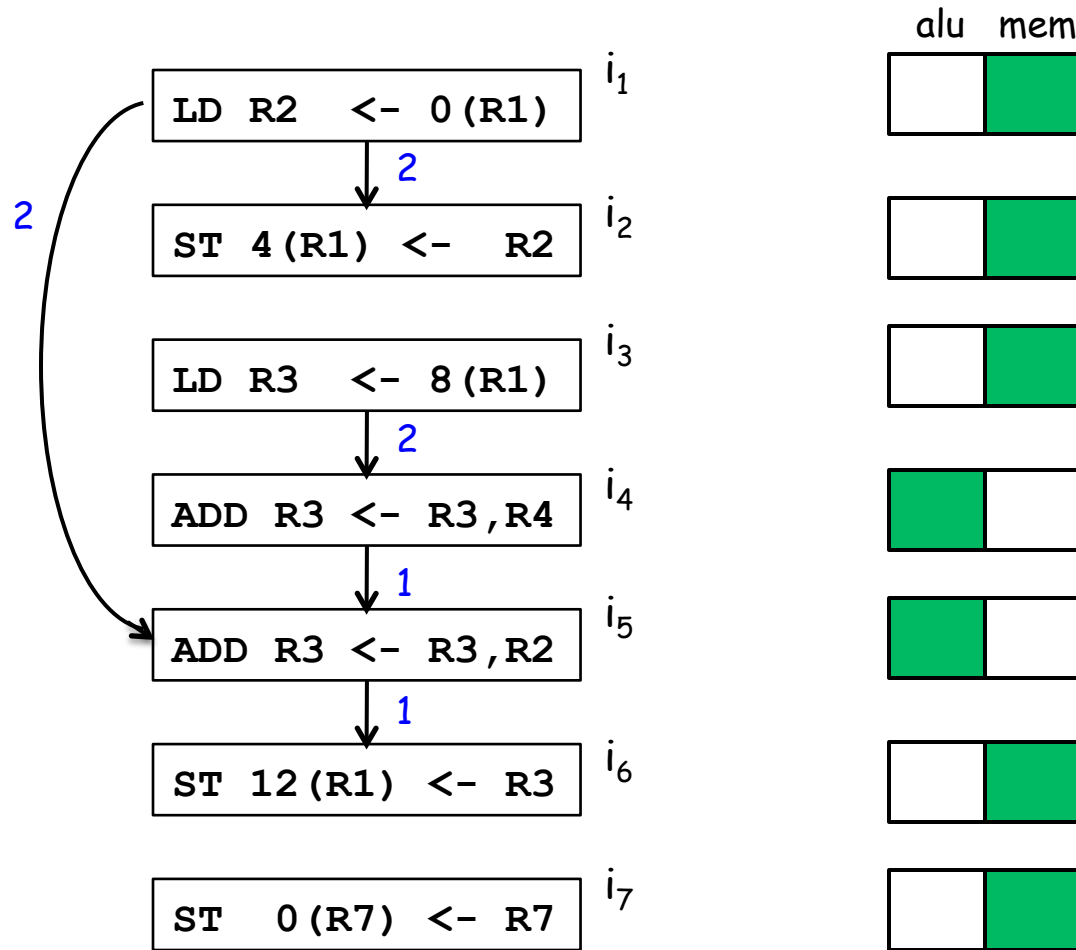 alu mem
i1
LD R2 <- 0(R1)
2
2
i2
ST 4(R1) <- R2
i3
LD R3 <- 8(R1)
2
i4
ADD R3 <- R3,R4
1
i5
ADD R3 <- R3,R2
1
i6
ST 12(R1) <- R3
i7
ST 0(R7) <- R7